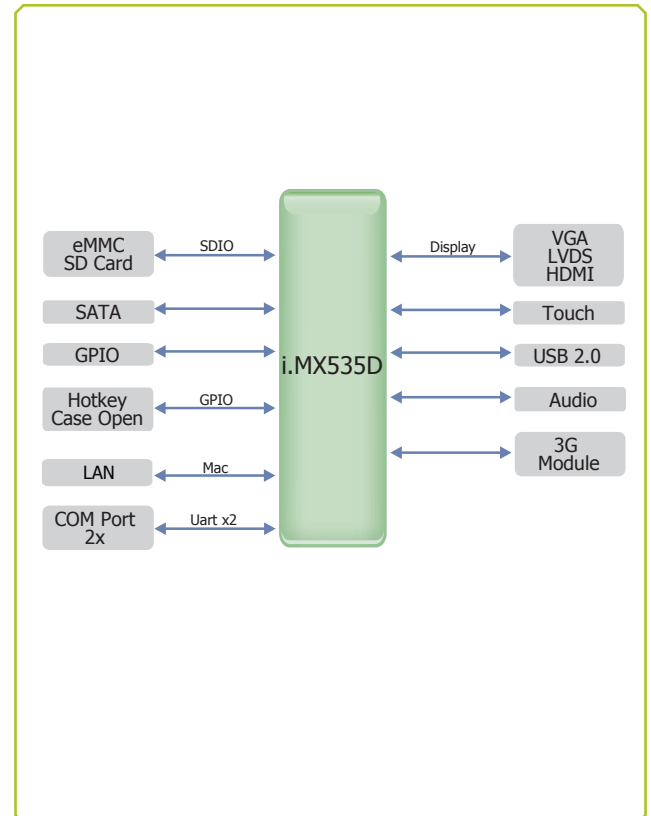 eMMC
SD Card
SDIO
SATA
GPIO
Hotkey
Case Open
GPIO
LAN
Mac
COM Port
2x
Uart x2
i.MX535D
Display
VGA
LVDS
HDMI
Touch
USB 2.0
Audio
3G
Module